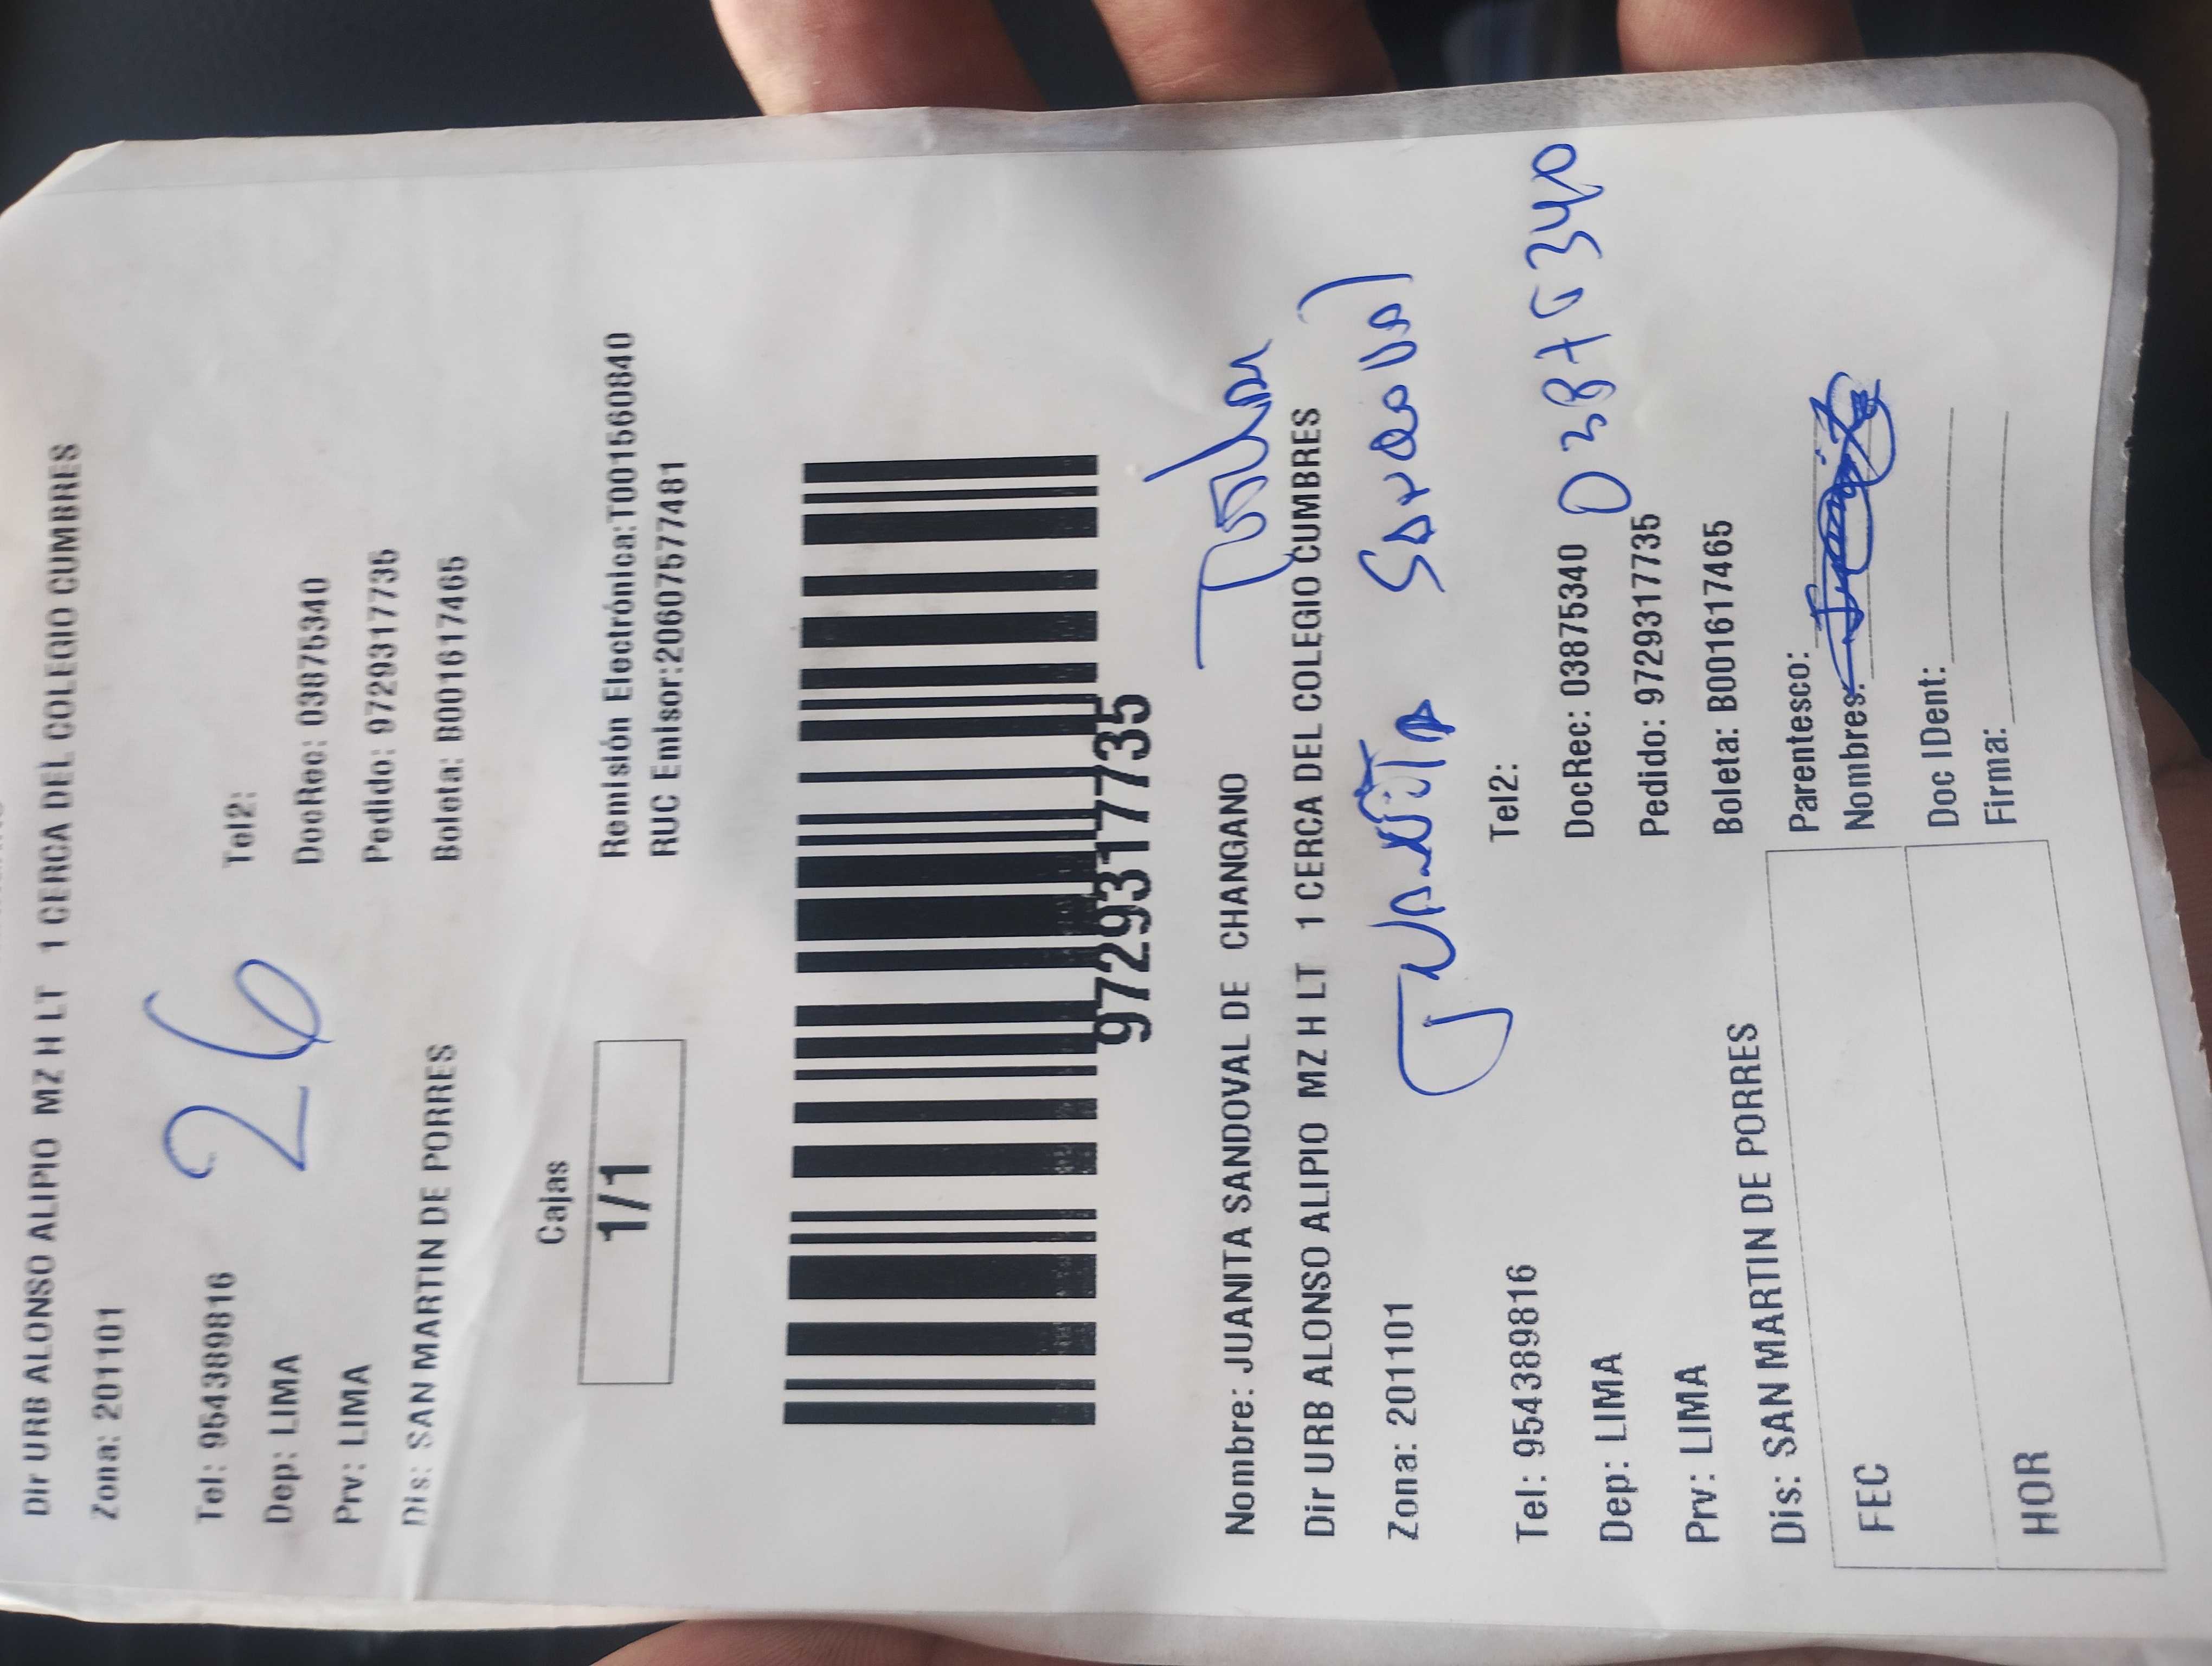 Dir URB ALONSO ALIPIO MZ H LT 1 CERCA DEL COLEGIO CUMBRES
Zona: 201101
26
Tel: 954389816 Tel2:
Dep: LIMA DocRec: 03875340
Prv: LIMA Pedido: 9729317735
Dis: SAN MARTIN DE PORRES Boleta: B001617465
Cajas
1/1
Remisión Electrónica:T001560840
RUC Emisor:20607577481
9729317735
Nombre: JUANITA SANDOVAL DE CHANGANO
Dir URB ALONSO ALIPIO MZ H LT 1 CERCA DEL COLEGIO CUMBRES
Zona: 201101 Juanita
Tel: 954389816 Tel2:
Dep: LIMA DocRec: 03875340
Prv: LIMA Pedido: 9729317735
Dis: SAN MARTIN DE PORRES Boleta: B001617465
FEC
HOR
Parentesco:
Nombres:
Doc IDent:
Firma: